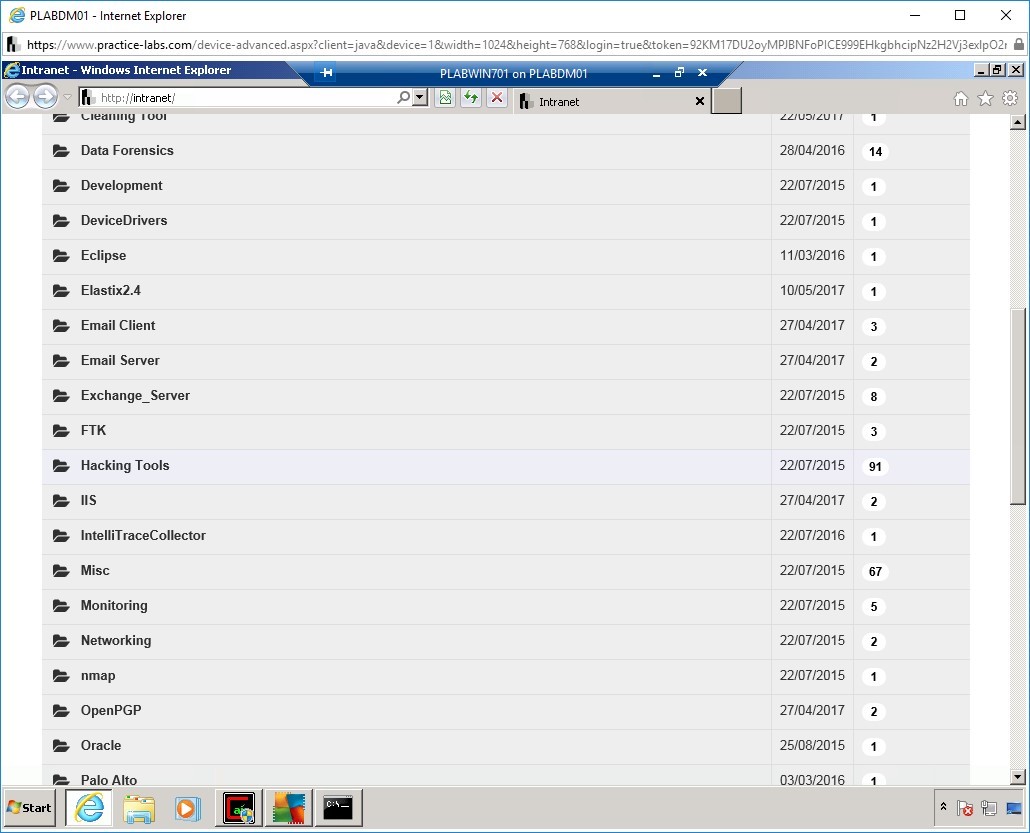 PLABDM01 - Internet Explorer
https://www.practice-labs.com/device-advanced.aspx?client=java&device=1&width=1024&height=768&login=true&token=92KM17DU2oyMPJBNFoPICE999EHkgbhcipNz2H2Vj3exIpO2r
Intranet - Windows Internet Explorer
PLABWIN701 on PLABDM01
http://intranet/
Intranet
Cleaning Tool 22/05/2017 1
Data Forensics 28/04/2016 14
Development 22/07/2015 1
DeviceDrivers 22/07/2015 1
Eclipse 11/03/2016 1
Elastix2.4 10/05/2017 1
Email Client 27/04/2017 3
Email Server 27/04/2017 2
Exchange_Server 22/07/2015 8
FTK 22/07/2015 3
Hacking Tools 22/07/2015 91
IIS 27/04/2017 2
IntelliTraceCollector 22/07/2016 1
Misc 22/07/2015 67
Monitoring 22/07/2015 5
Networking 22/07/2015 2
nmap 22/07/2015 1
OpenPGP 27/04/2017 2
Oracle 25/08/2015 1
Palo Alto 03/03/2016 1
Start